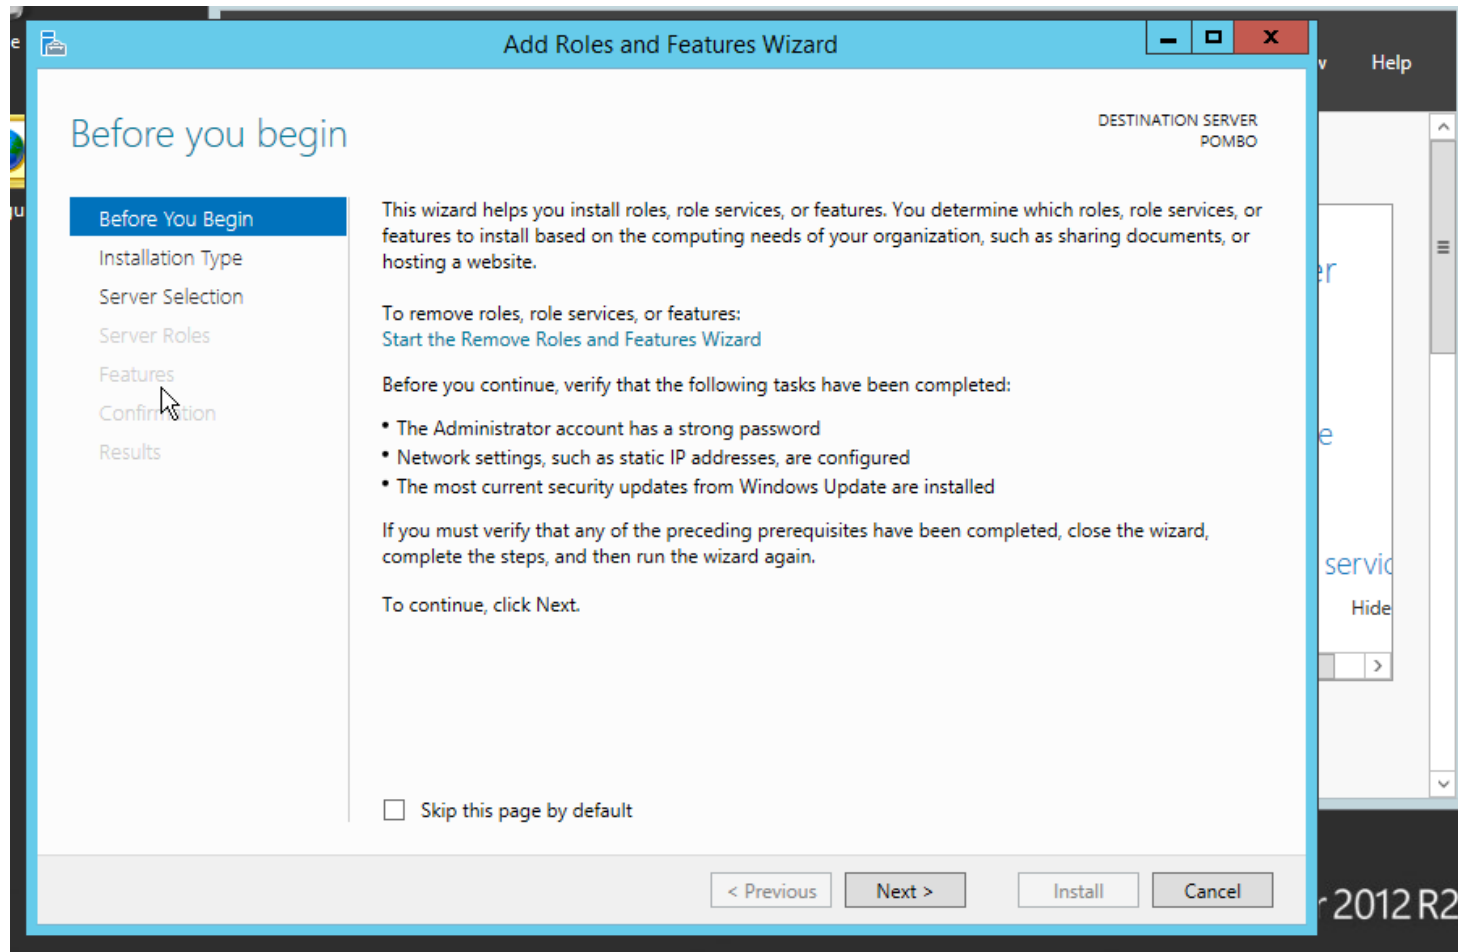 Add Roles and Features Wizard
Help
Before you begin
DESTINATION SERVER
POMBO
Before You Begin
Installation Type
Server Selection
Server Roles
Features
Confirmation
Results
This wizard helps you install roles, role services, or features. You determine which roles, role services, or
features to install based on the computing needs of your organization, such as sharing documents, or
hosting a website.
To remove roles, role services, or features:
Start the Remove Roles and Features Wizard
Before you continue, verify that the following tasks have been completed:
• The Administrator account has a strong password
• Network settings, such as static IP addresses, are configured
• The most current security updates from Windows Update are installed
If you must verify that any of the preceding prerequisites have been completed, close the wizard,
complete the steps, and then run the wizard again.
To continue, click Next.
Skip this page by default
< Previous
Next >
Install
Cancel
servic
Hide
2012 R2